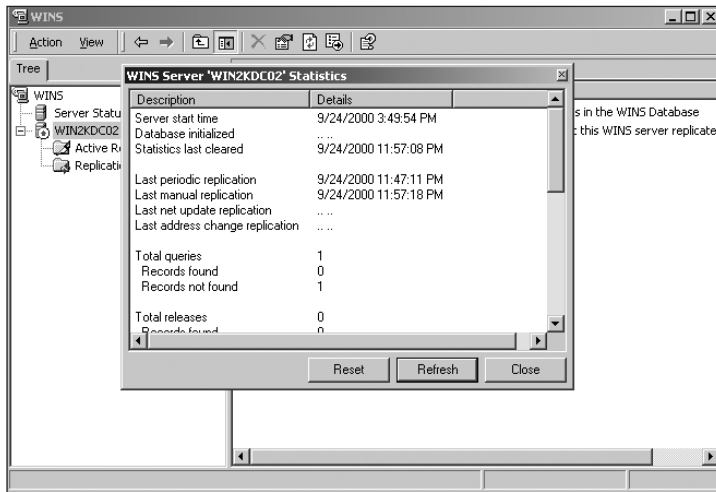 WINS
Action View
Tree
WINS
Server Statu
WIN2KDC02
Active R
Replicati
s in the WINS Database
this WINS server replicate
WINS Server 'WIN2KDC02' Statistics
Description Details
Server start time 9/24/2000 3:49:54 PM
Database initialized .. ..
Statistics last cleared 9/24/2000 11:57:08 PM
Last periodic replication 9/24/2000 11:47:11 PM
Last manual replication 9/24/2000 11:57:18 PM
Last net update replication .. ..
Last address change replication .. ..
Total queries 1
Records found 0
Records not found 1
Total releases 0
Records found 0
Reset Refresh Close